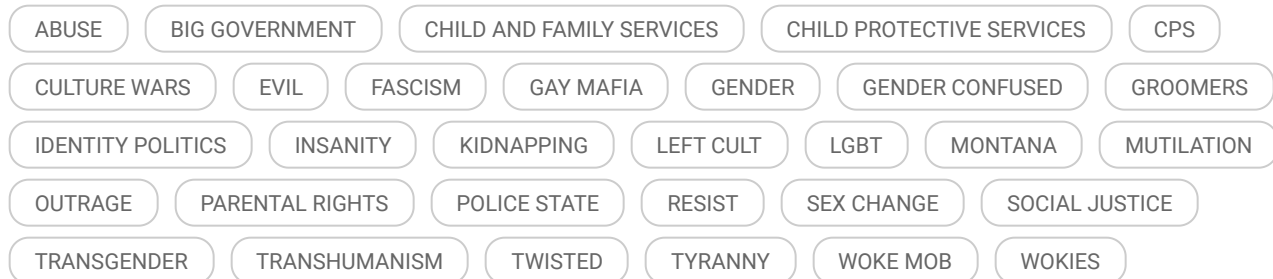 ABUSE BIG GOVERNMENT CHILD AND FAMILY SERVICES CHILD PROTECTIVE SERVICES CPS
CULTURE WARS EVIL FASCISM GAY MAFIA GENDER GENDER CONFUSED GROOMERS
IDENTITY POLITICS INSANITY KIDNAPPING LEFT CULT LGBT MONTANA MUTILATION
OUTRAGE PARENTAL RIGHTS POLICE STATE RESIST SEX CHANGE SOCIAL JUSTICE
TRANSGENDER TRANSHUMANISM TWISTED TYRANNY WOKE MOB WOKIES